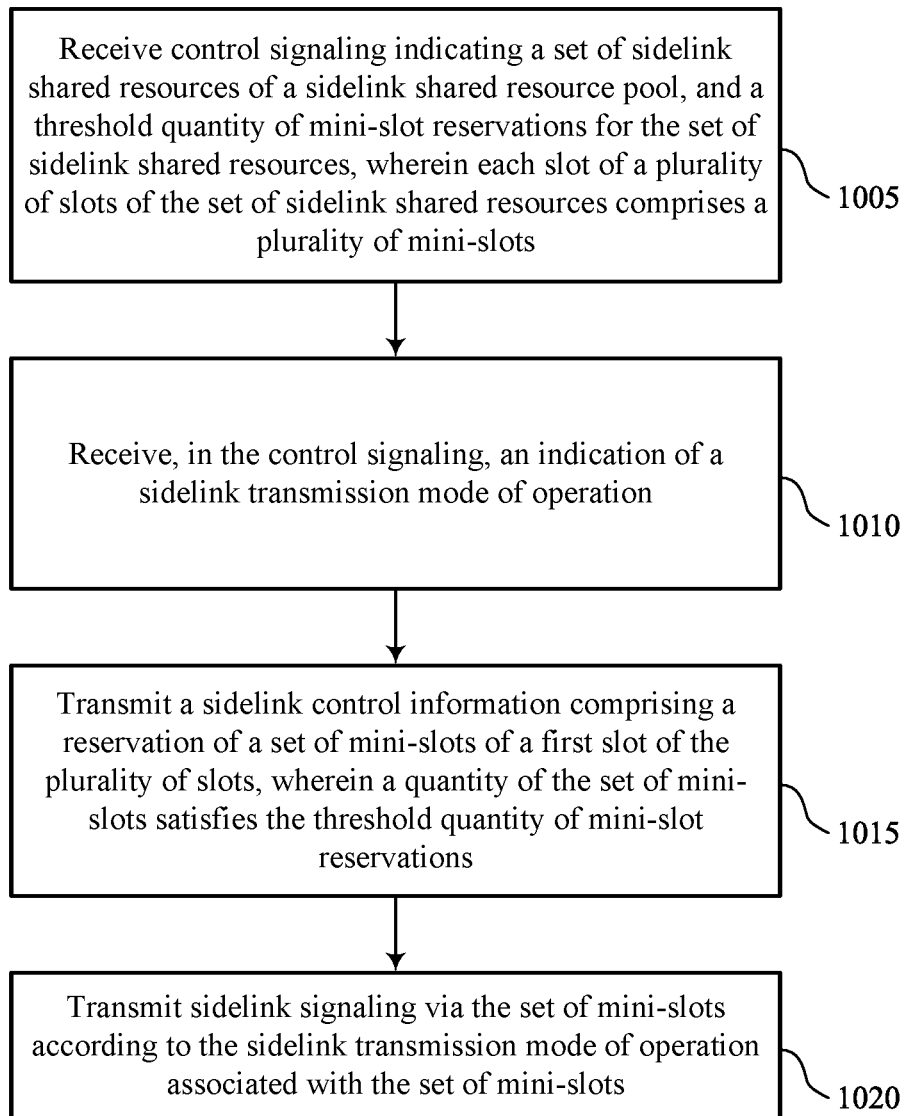 Receive control signaling indicating a set of sidelink
shared resources of a sidelink shared resource pool, and a
threshold quantity of mini-slot reservations for the set of
sidelink shared resources, wherein each slot of a plurality
of slots of the set of sidelink shared resources comprises a
plurality of mini-slots
1005
Receive, in the control signaling, an indication of a
sidelink transmission mode of operation
1010
Transmit a sidelink control information comprising a
reservation of a set of mini-slots of a first slot of the
plurality of slots, wherein a quantity of the set of mini-
slots satisfies the threshold quantity of mini-slot
reservations
1015
Transmit sidelink signaling via the set of mini-slots
according to the sidelink transmission mode of operation
associated with the set of mini-slots
1020